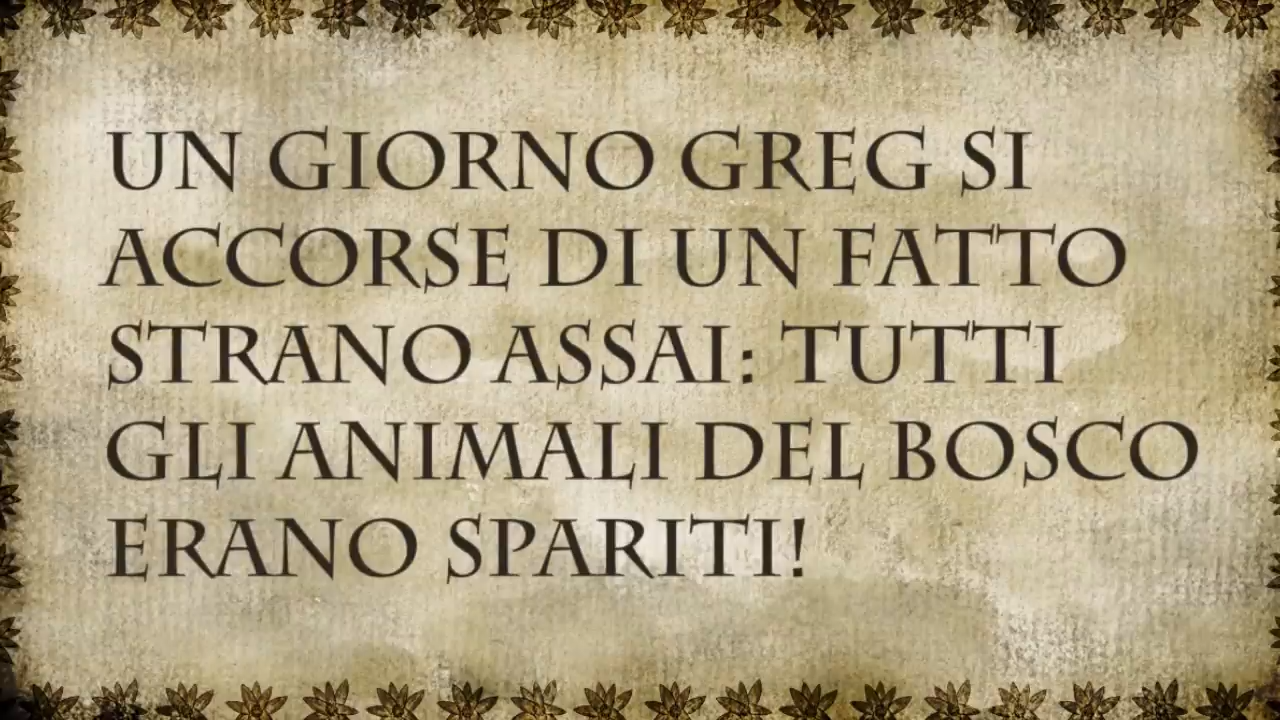 UN GIORNO GREG SI
ACCORSE DI UN FATTO
STRANO ASSAI: TUTTI
GLI ANIMALI DEL BOSCO
ERANO SPARITI!